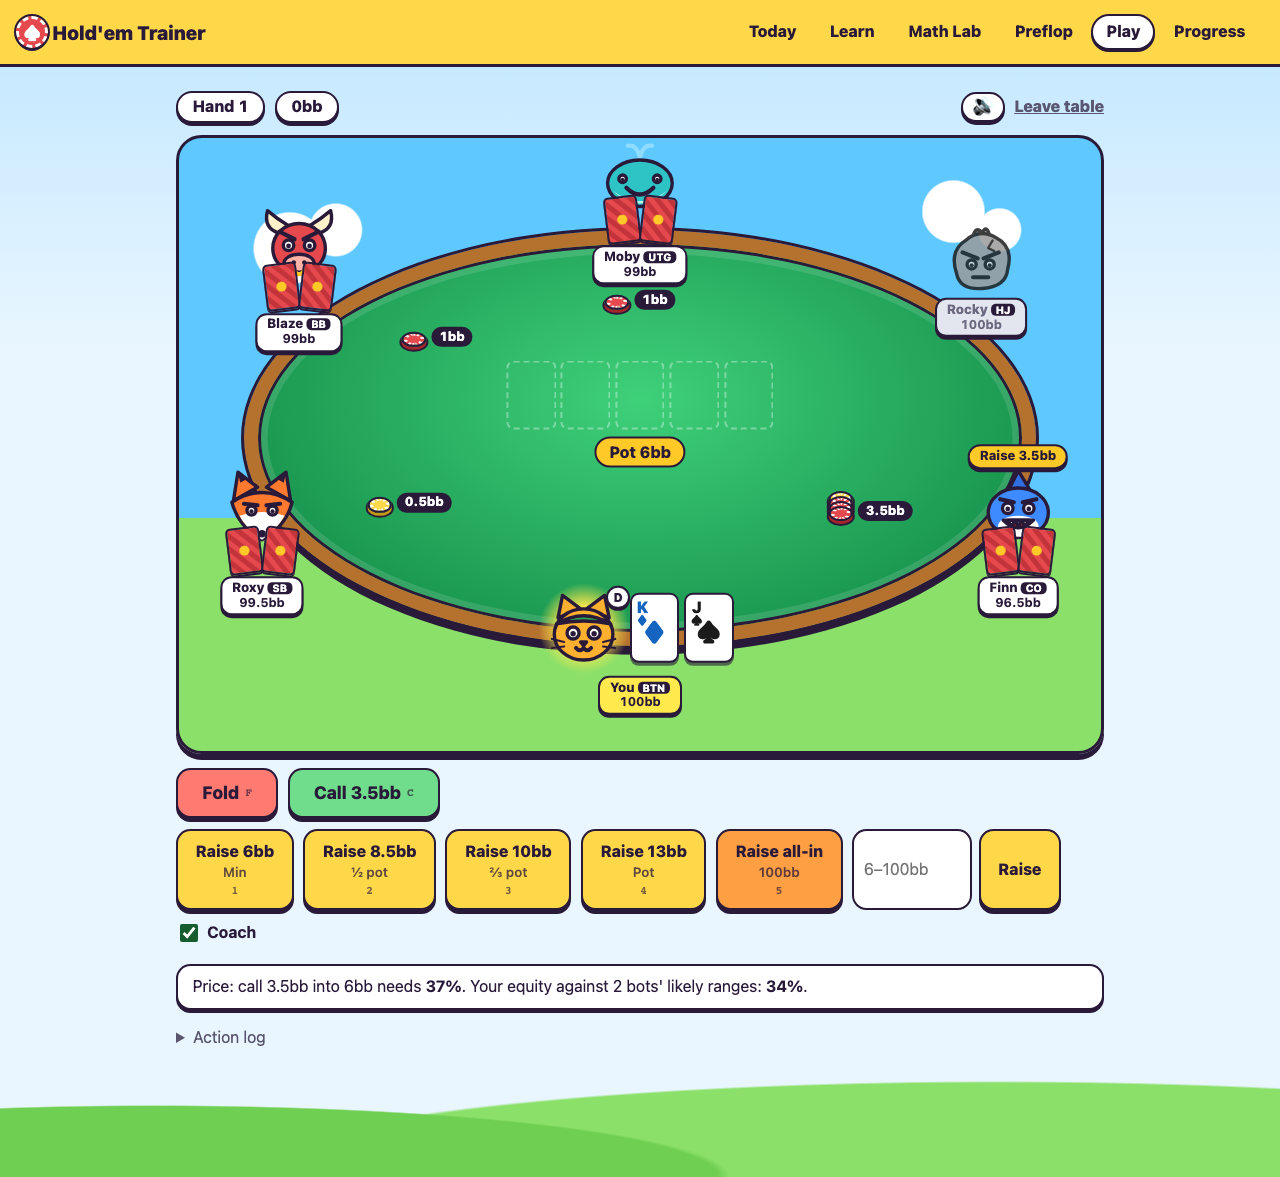 Hold'em Trainer
Today Learn Math Lab Preflop Play Progress
Hand 1 0bb
Leave table
Moby UTG
99bb
1bb
Blaze BB
99bb
1bb
Rocky HJ
100bb
Pot 6bb
Raise 3.5bb
0.5bb
3.5bb
Roxy SB
99.5bb
Finn CO
96.5bb
D
K
J
You BTN
100bb
Fold F
Call 3.5bb C
Raise 6bb
Min
1
Raise 8.5bb
½ pot
2
Raise 10bb
⅔ pot
3
Raise 13bb
Pot
4
Raise all-in
100bb
5
6–100bb
Raise
Coach
Price: call 3.5bb into 6bb needs 37%. Your equity against 2 bots' likely ranges: 34%.
Action log